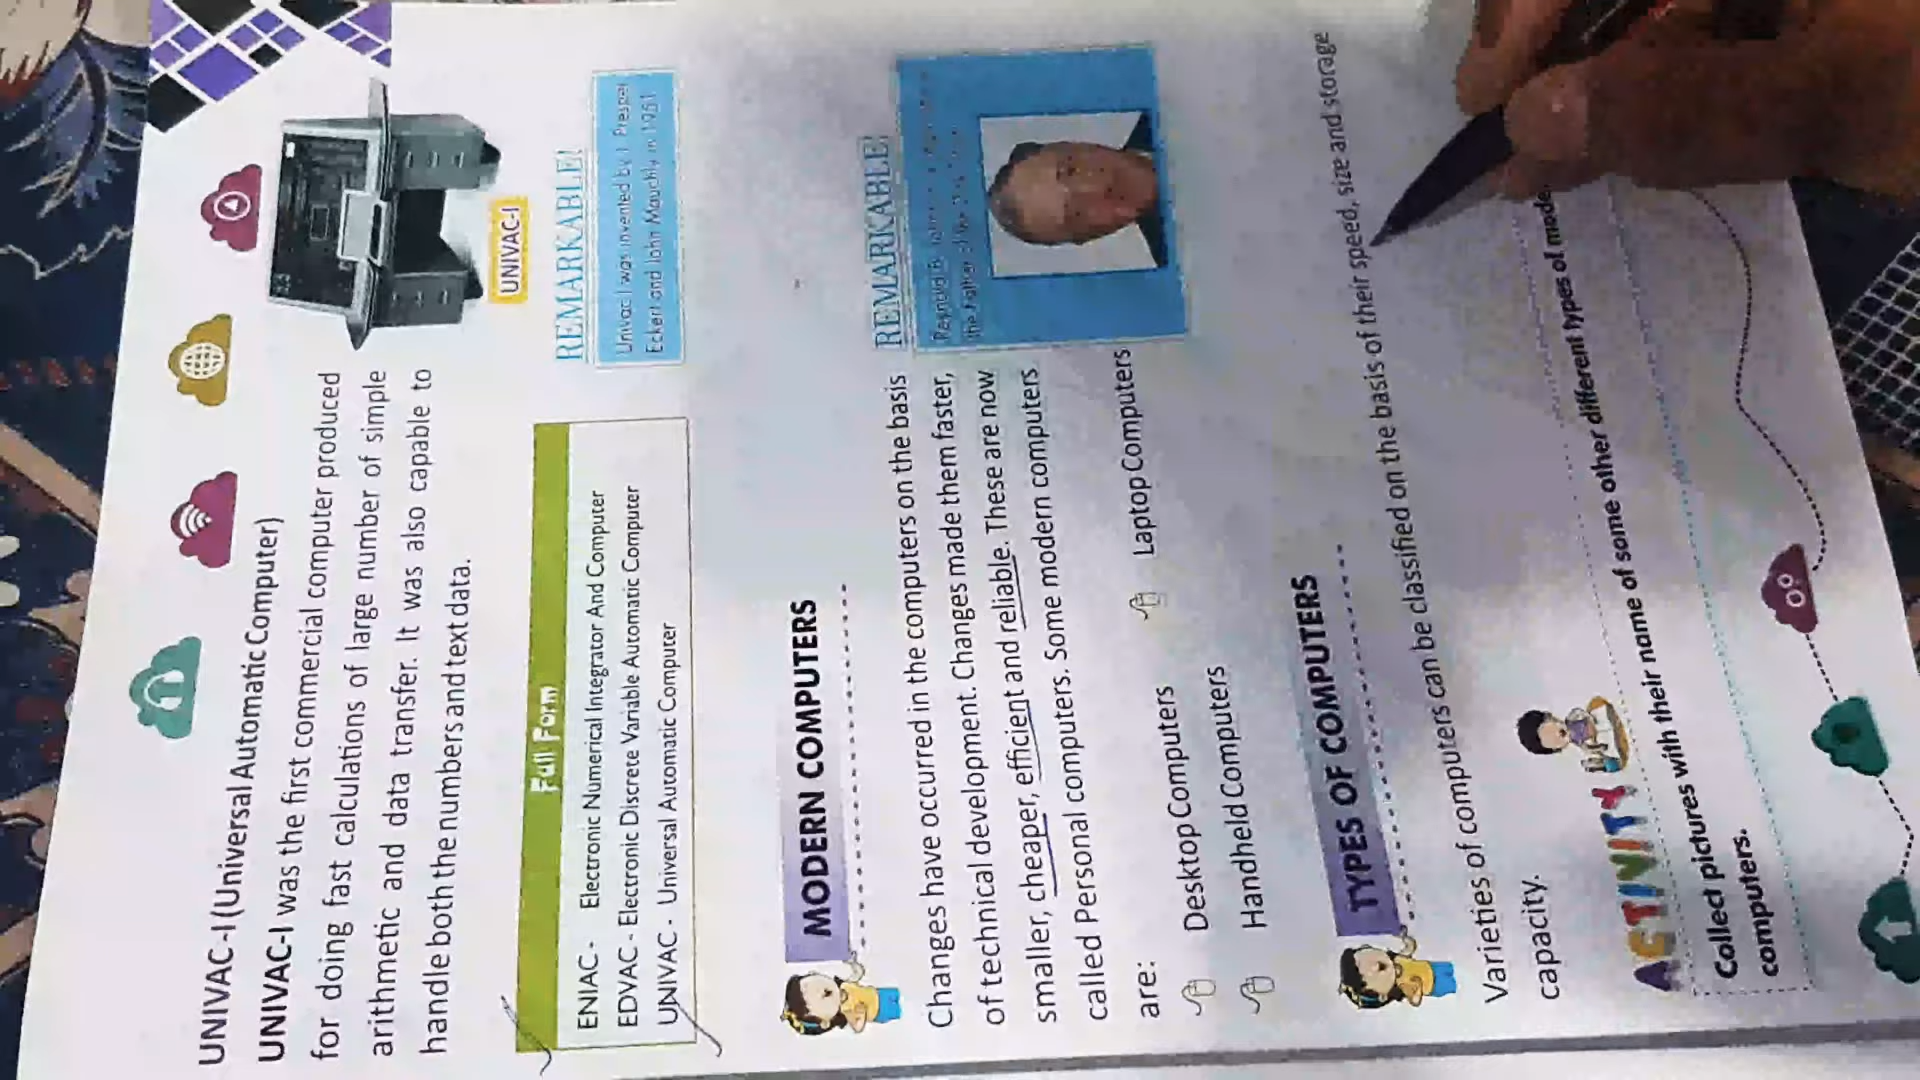 UNIVAC-I (Universal Automatic Computer)
UNIVAC-I was the first commercial computer produced
for doing fast calculations of large number of simple
arithmetic and data transfer. It was also capable to
handle both the numbers and text data.
UNIVAC-I
Full Form
ENIAC - Electronic Numerical Integrator And Computer
EDVAC - Electronic Discrete Variable Automatic Computer
UNIVAC - Universal Automatic Computer
REMARKABLE!
Univac I was invented by J. Presper
Eckert and John Mauchly in 1951
MODERN COMPUTERS
Changes have occurred in the computers on the basis
of technical development. Changes made them faster,
smaller, cheaper, efficient and reliable. These are now
called Personal computers. Some modern computers
are:
Desktop Computers
Laptop Computers
Handheld Computers
REMARKABLE!
the Father of
TYPES OF COMPUTERS
Varieties of computers can be classified on the basis of their speed, size and storage
capacity.
ACTIVITY
Collect pictures with their name of some other different types of
computers.